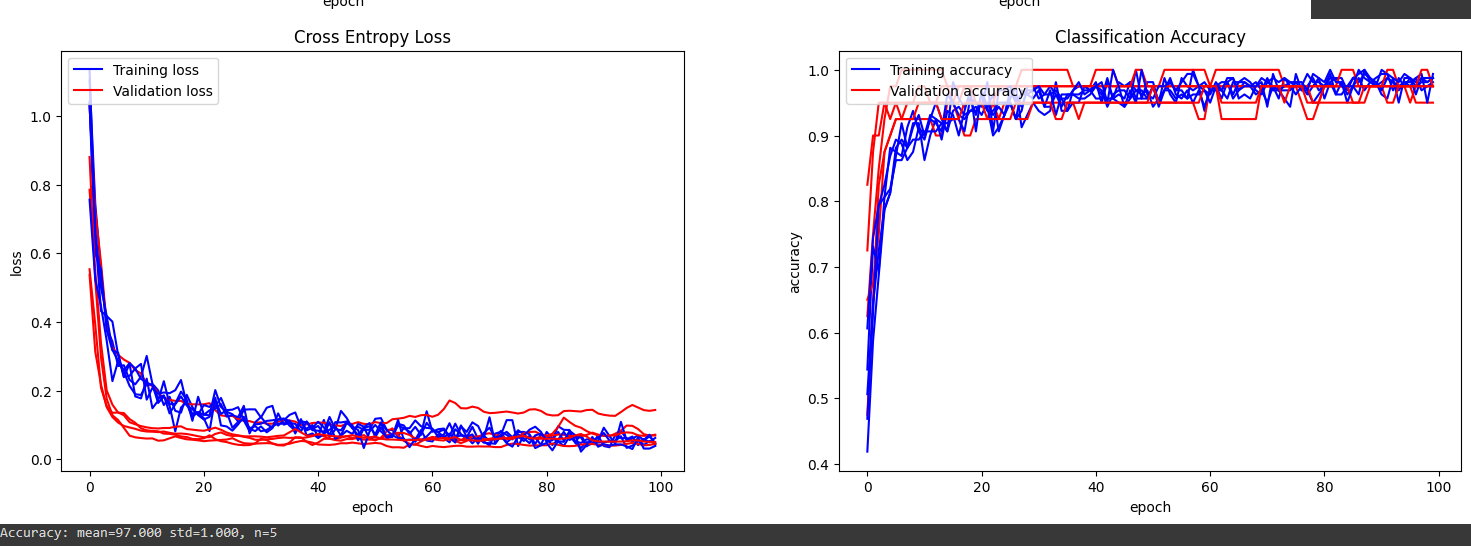 epoch
epoch
Cross Entropy Loss
Classification Accuracy
Training loss
Validation loss
Training accuracy
Validation accuracy
loss
1.0
0.8
0.6
0.4
0.2
0.0
0
20
40
60
80
100
epoch
accuracy
1.0
0.9
0.8
0.7
0.6
0.5
0.4
0
20
40
60
80
100
epoch
Accuracy: mean=97.000 std=1.000, n=5